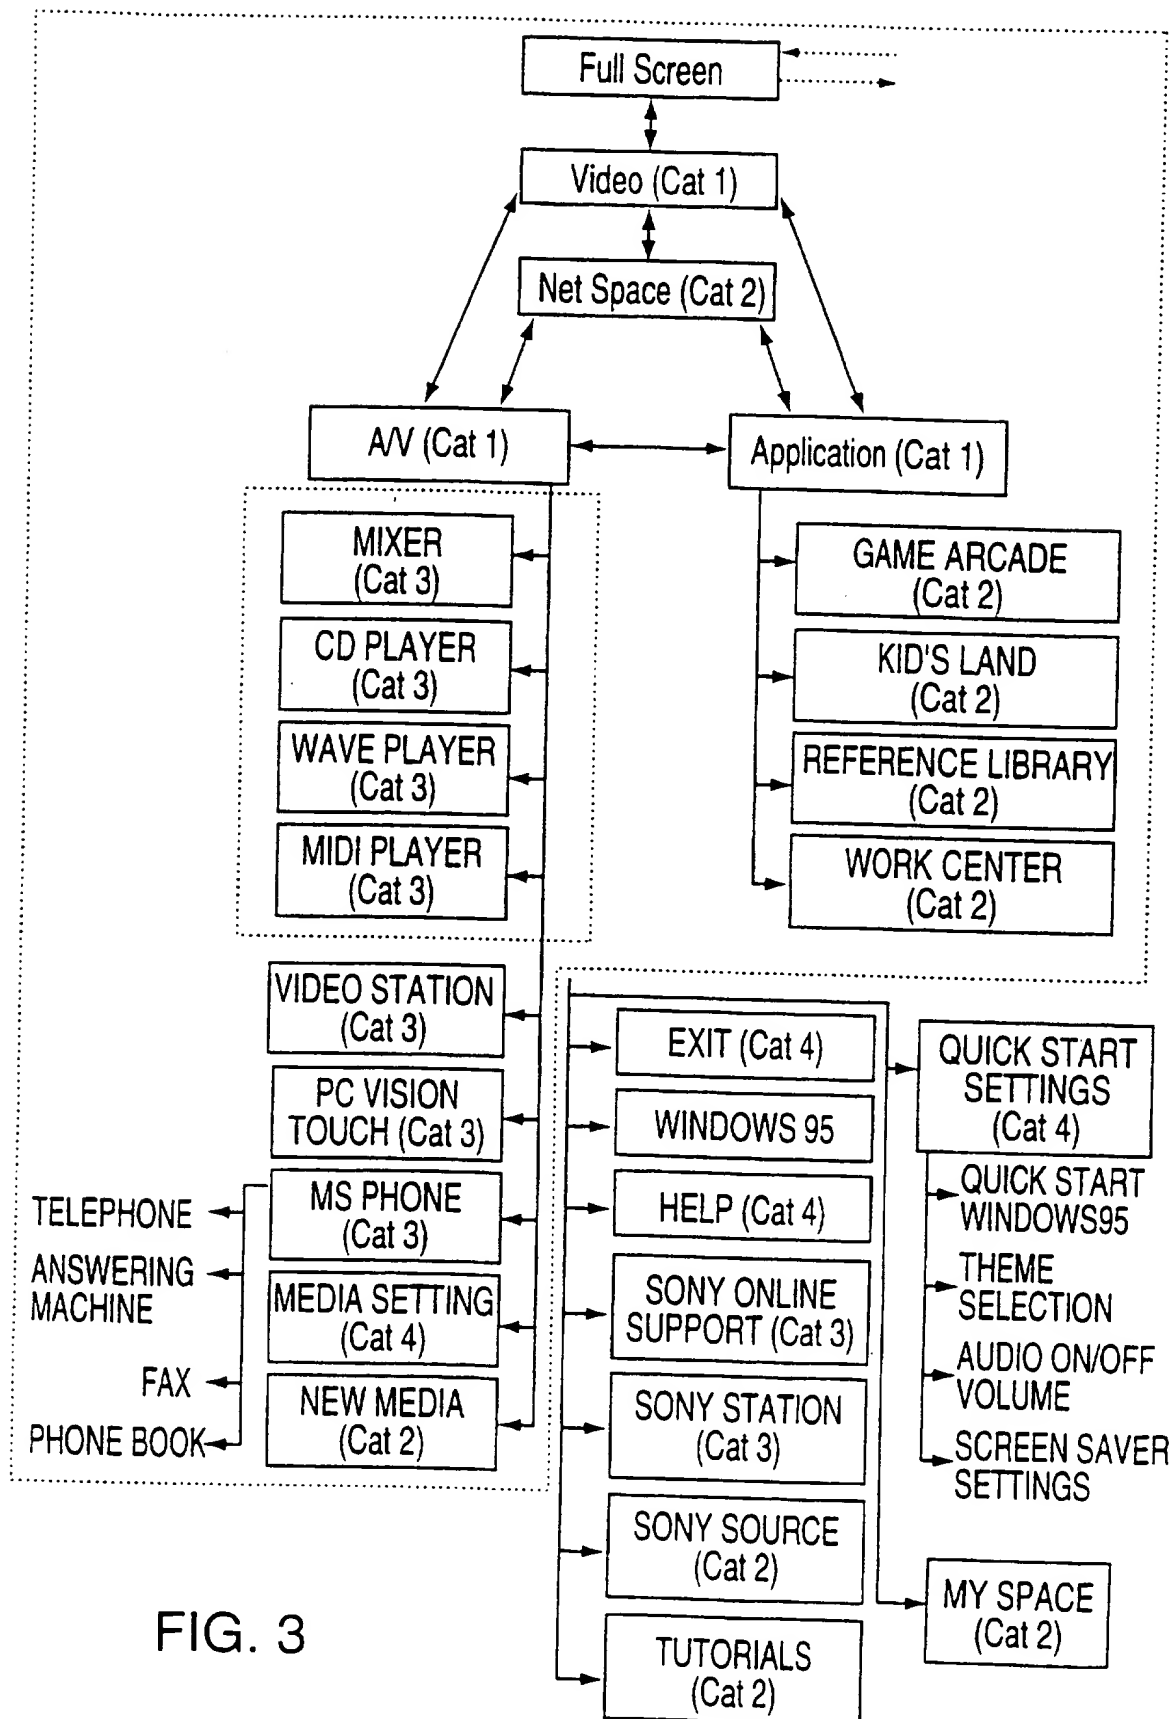 Full Screen
Video (Cat 1)
Net Space (Cat 2)
A/V (Cat 1)
Application (Cat 1)
MIXER
(Cat 3)
CD PLAYER
(Cat 3)
WAVE PLAYER
(Cat 3)
MIDI PLAYER
(Cat 3)
GAME ARCADE
(Cat 2)
KID'S LAND
(Cat 2)
REFERENCE LIBRARY
(Cat 2)
WORK CENTER
(Cat 2)
VIDEO STATION
(Cat 3)
PC VISION
TOUCH (Cat 3)
MS PHONE
(Cat 3)
MEDIA SETTING
(Cat 4)
NEW MEDIA
(Cat 2)
TELEPHONE
ANSWERING
MACHINE
FAX
PHONE BOOK
EXIT (Cat 4)
WINDOWS 95
HELP (Cat 4)
SONY ONLINE
SUPPORT (Cat 3)
SONY STATION
(Cat 3)
SONY SOURCE
(Cat 2)
TUTORIALS
(Cat 2)
QUICK START
SETTINGS
(Cat 4)
QUICK START
WINDOWS95
THEME
SELECTION
AUDIO ON/OFF
VOLUME
SCREEN SAVER
SETTINGS
MY SPACE
(Cat 2)
FIG. 3